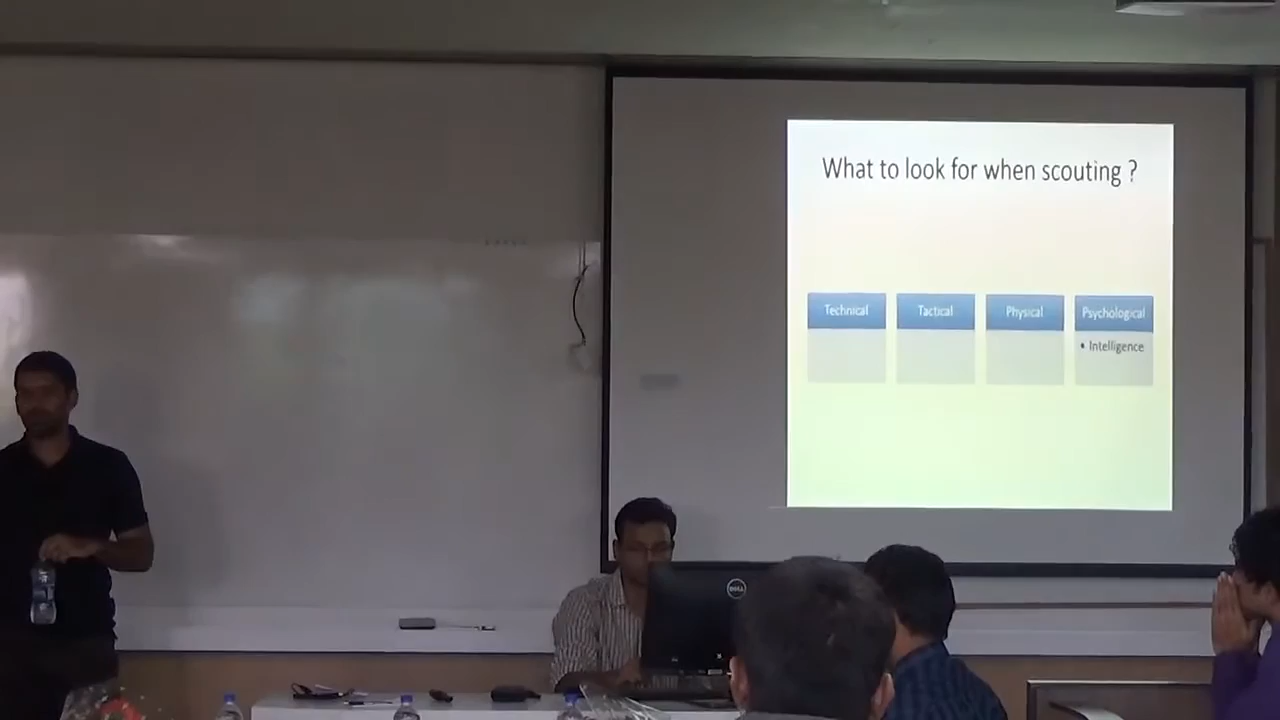 What to look for when scouting ?
Technical
Tactical
Physical
Psychological
• Intelligence
DELL